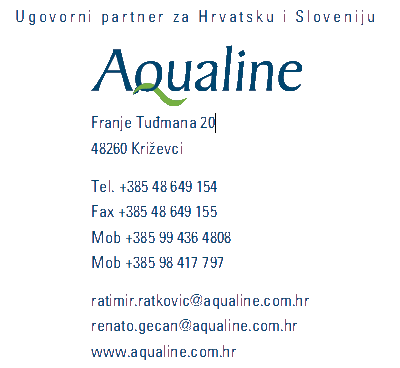 Ugovorni partner za Hrvatsku i Sloveniju
Aqualine
Franje Tuđmana 20
48260 Križevci
Tel. +385 48 649 154
Fax +385 48 649 155
Mob +385 99 436 4808
Mob +385 98 417 797
ratimir.ratkovic@aqualine.com.hr
renato.gecan@aqualine.com.hr
www.aqualine.com.hr